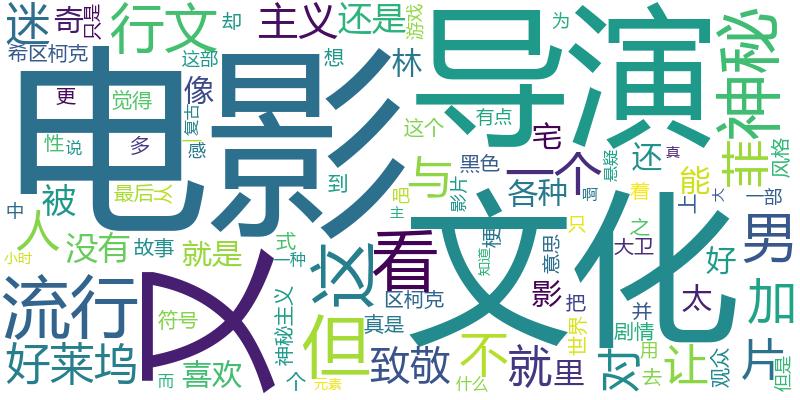 迷
奇
只是
行文
却
主义
还是
游戏
为
希区柯克
这部
想
像
林
神秘
电影
导演
更
觉得
复古
有点
菲
性
说
多
感
这个
宅
还
悬疑
真
风格
最后
从
到
吧
影片
黑色
一个
离
着
能
上
大
一部
中
被
与
各种
只
主
人
没有
故事
就是
式
一种
这
看
文化
梗
意思
之
大卫
好
男
知道
小时
又
流行
符号
神秘主义
但
区柯克
真是
影
把
世界
并
剧情
太
加
好莱坞
而
喜欢
个
元素
致敬
不
什么
就
里
对
用
去
让
观众
片
但是